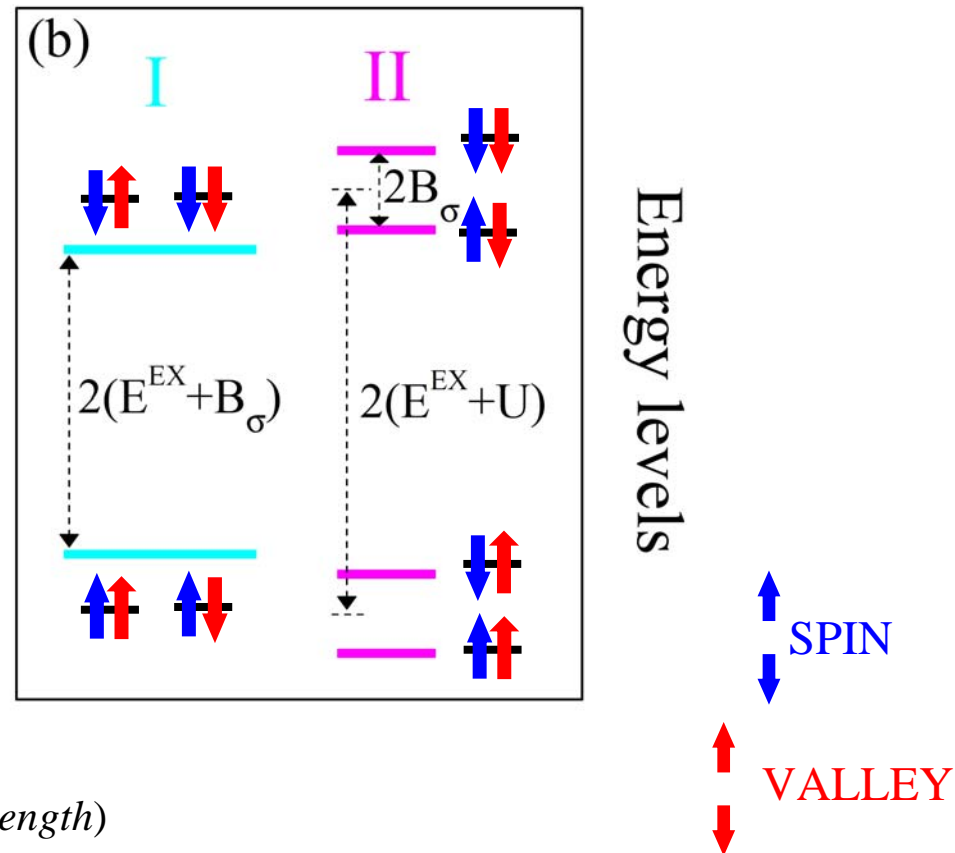 (b)
I
II
2B_σ
2(E^EX+B_σ)
2(E^EX+U)
Energy levels
SPIN
VALLEY
ength)